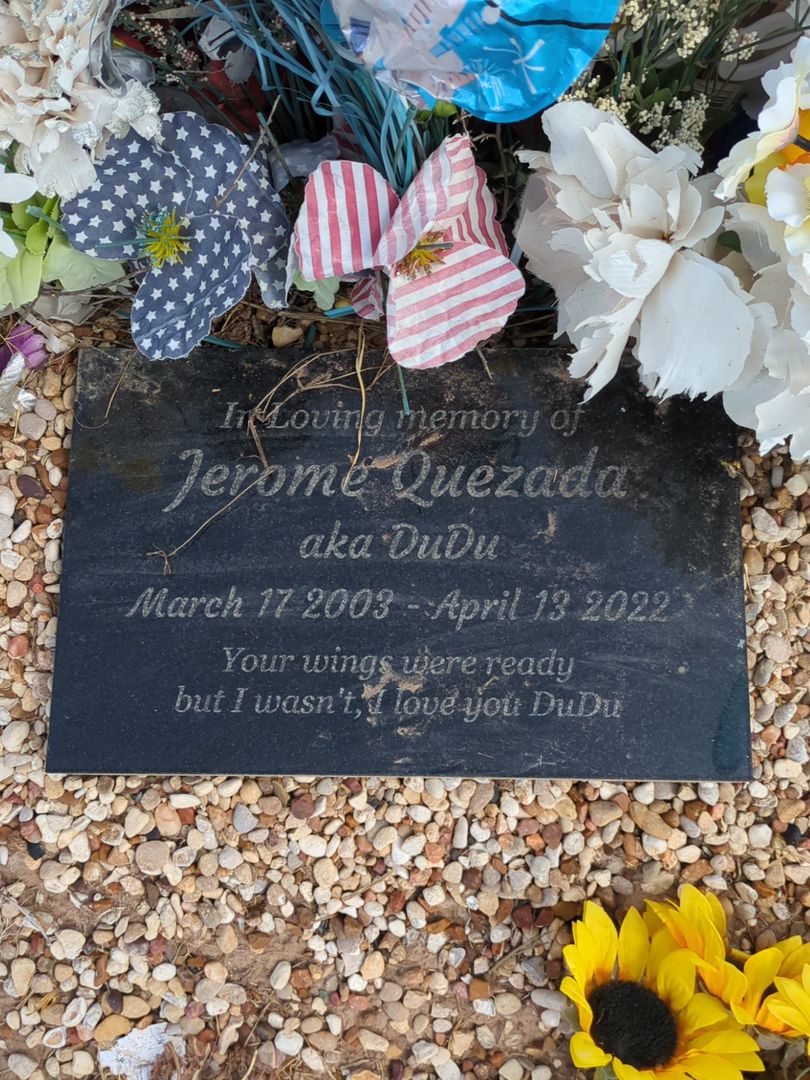 In Loving memory of
Jerome Quezada
aka DuDu
March 17 2003 - April 13 2022
Your wings were ready
but I wasn't, I love you DuDu